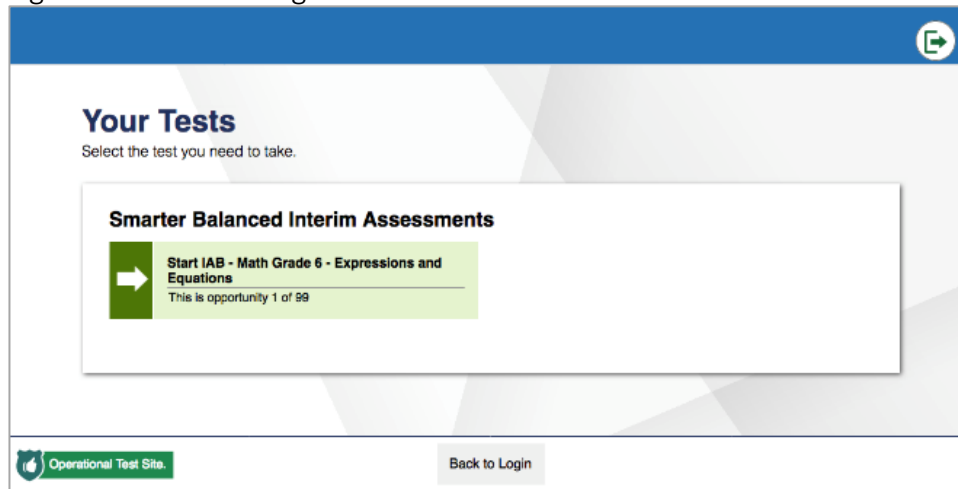 Your Tests
Select the test you need to take.
Smarter Balanced Interim Assessments
Start IAB - Math Grade 6 - Expressions and
Equations
This is opportunity 1 of 99
Operational Test Site.
Back to Login